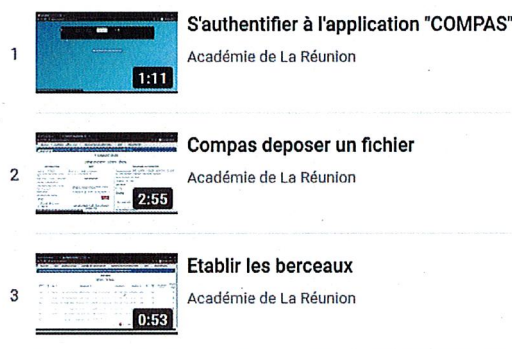 1
S'authentifier à l'application "COMPAS"
Académie de La Réunion
1:11
2
Compas deposer un fichier
Académie de La Réunion
2:55
3
Etablir les berceaux
Académie de La Réunion
0:53